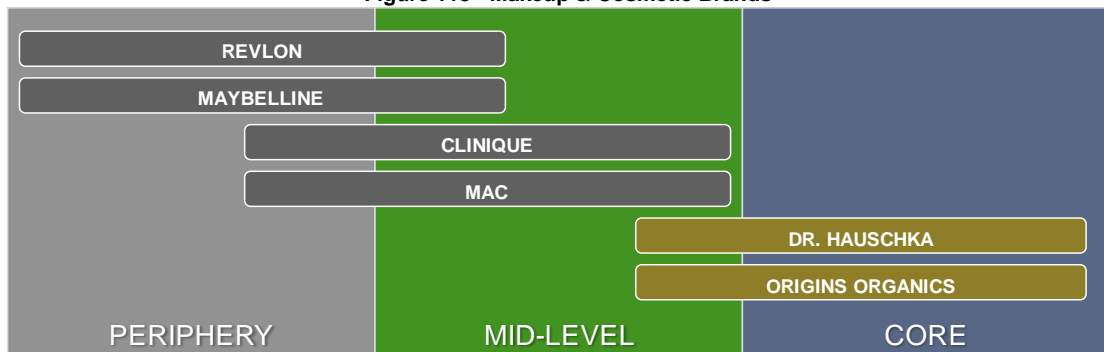 Figure - Makeup & Cosmetic Brands
REVLON
MAYBELLINE
CLINIQUE
MAC
DR. HAUSCHKA
ORIGINS ORGANICS
PERIPHERY MID-LEVEL CORE